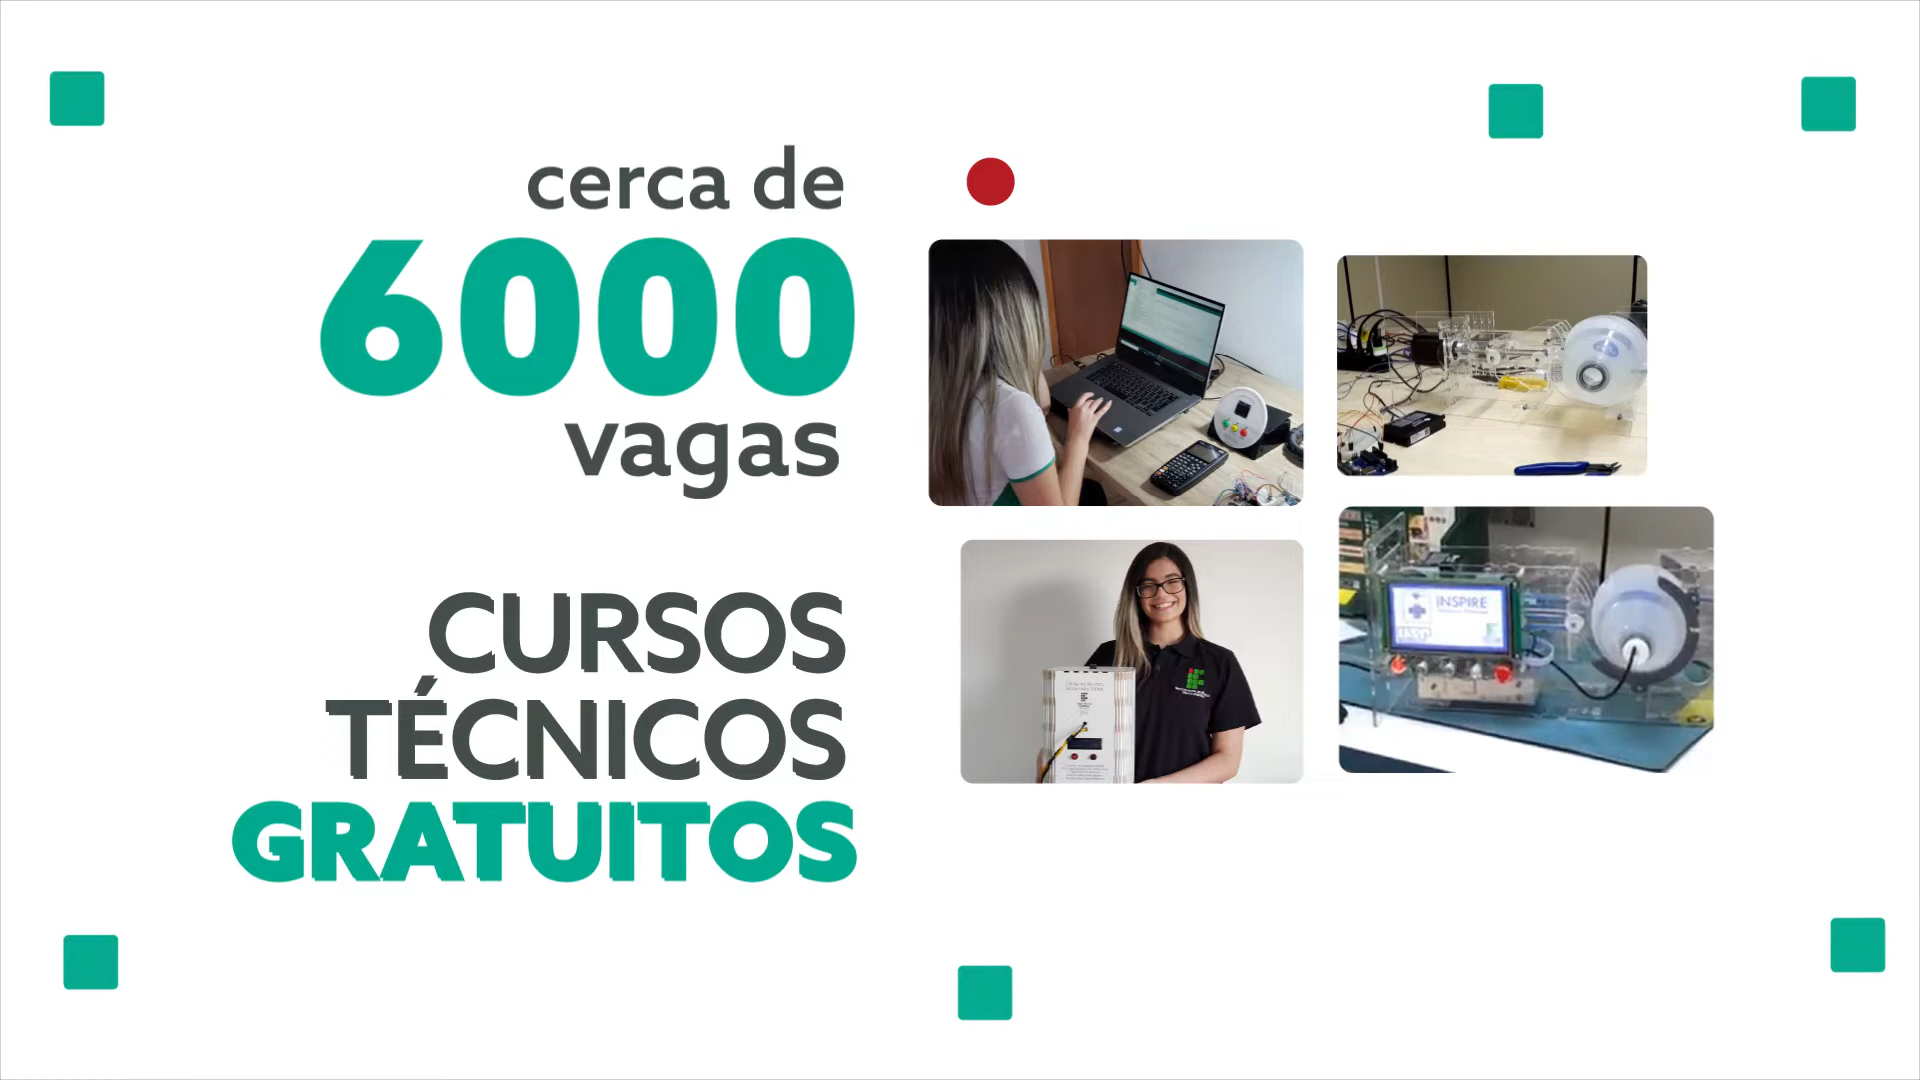 cerca de
6000
vagas
CURSOS
TÉCNICOS
GRATUITOS
INSPIRE